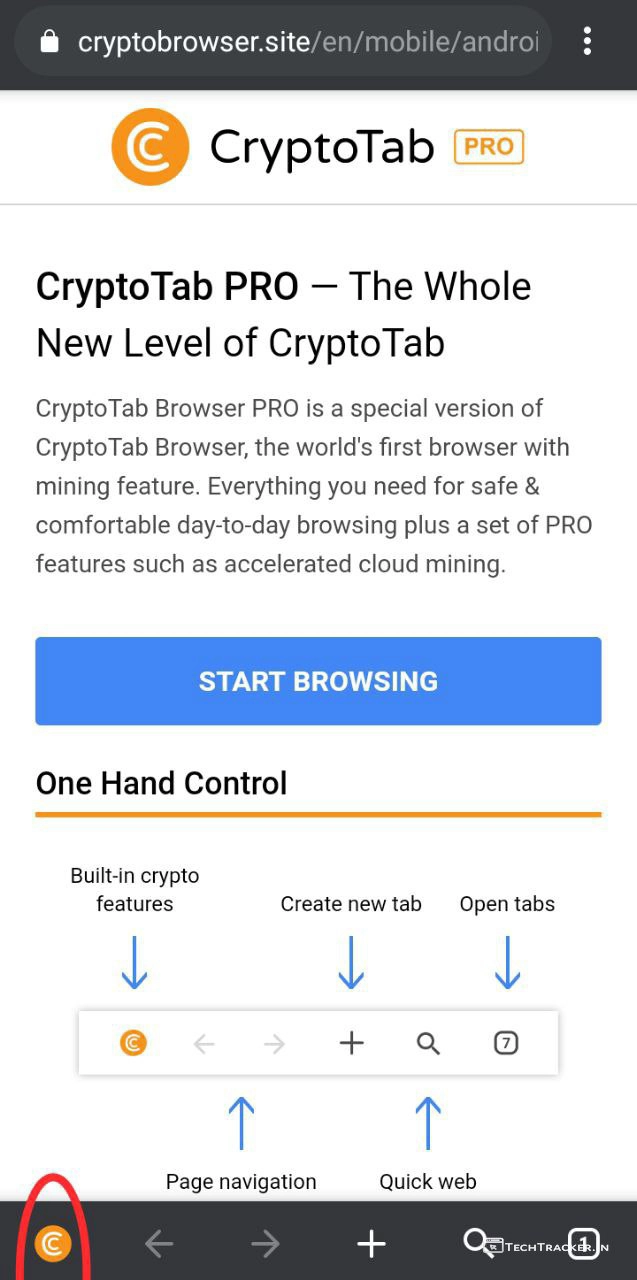 cryptobrowser.site/en/mobile/androi
CryptoTab PRO
CryptoTab PRO — The Whole
New Level of CryptoTab
CryptoTab Browser PRO is a special version of
CryptoTab Browser, the world's first browser with
mining feature. Everything you need for safe &
comfortable day-to-day browsing plus a set of PRO
features such as accelerated cloud mining.
START BROWSING
One Hand Control
Built-in crypto
features
Create new tab
Open tabs
7
Page navigation
Quick web
1
TechTracker.in